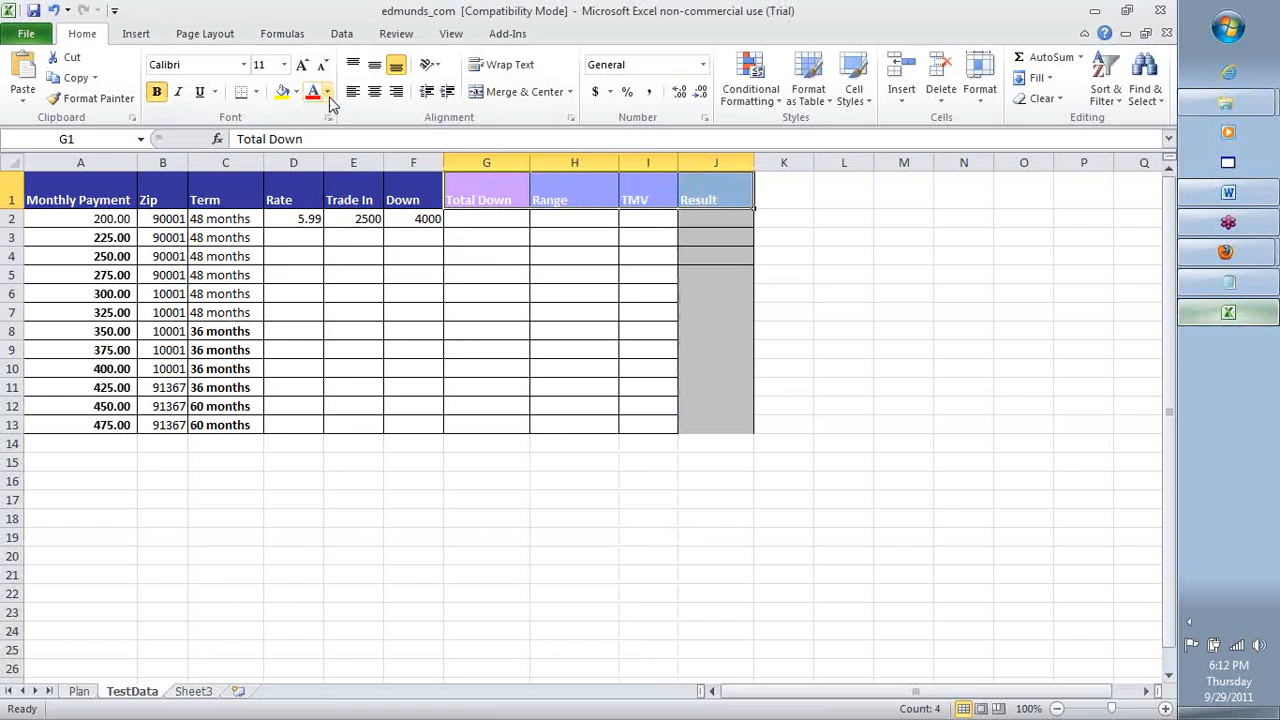 edmunds_com [Compatibility Mode] - Microsoft Excel non-commercial use (Trial)
File Home Insert Page Layout Formulas Data Review View Add-Ins
Cut
Copy
Format Painter
Paste
Clipboard
Calibri 11
B I U
Font
Wrap Text
Merge & Center
Alignment
General
$ % ,
Number
Conditional Formatting
Format as Table
Cell Styles
Styles
Insert
Delete
Format
Cells
AutoSum
Fill
Clear
Sort & Filter
Find & Select
Editing
G1 fx Total Down
A B C D E F G H I J K L M N O P Q
1 Monthly Payment Zip Term Rate Trade In Down Total Down Range TMV Result
2 200.00 90001 48 months 5.99 2500 4000
3 225.00 90001 48 months
4 250.00 90001 48 months
5 275.00 90001 48 months
6 300.00 10001 48 months
7 325.00 10001 48 months
8 350.00 10001 36 months
9 375.00 10001 36 months
10 400.00 10001 36 months
11 425.00 91367 36 months
12 450.00 91367 60 months
13 475.00 91367 60 months
14
15
16
17
18
19
20
21
22
23
24
25
26
Plan TestData Sheet3
Ready Count: 4 100%
6:12 PM
Thursday
9/29/2011